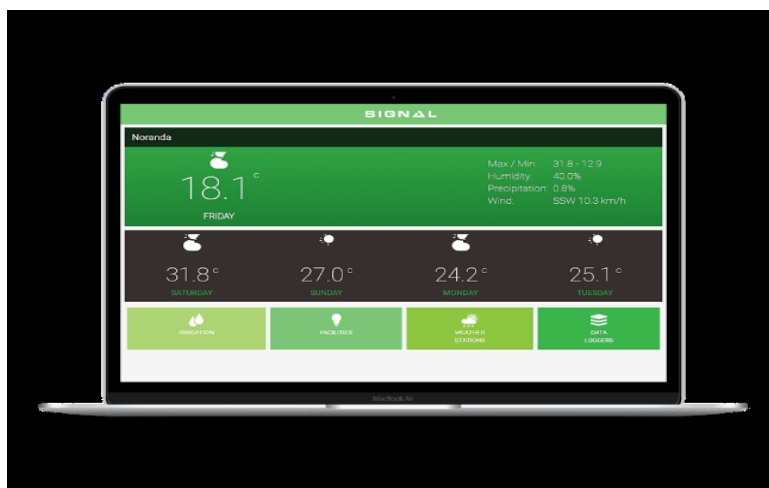 SIGNAL
Noranda
18.1°
FRIDAY
Max / Min: 31.8 - 12.9
Humidity: 40.0%
Precipitation: 0.8%
Wind: SSW 10.3 km/h
31.8° 27.0° 24.2° 25.1°
SATURDAY SUNDAY MONDAY TUESDAY
IRRIGATION FACILITIES WEATHER STATIONS DATA LOGGERS
MacBook Air